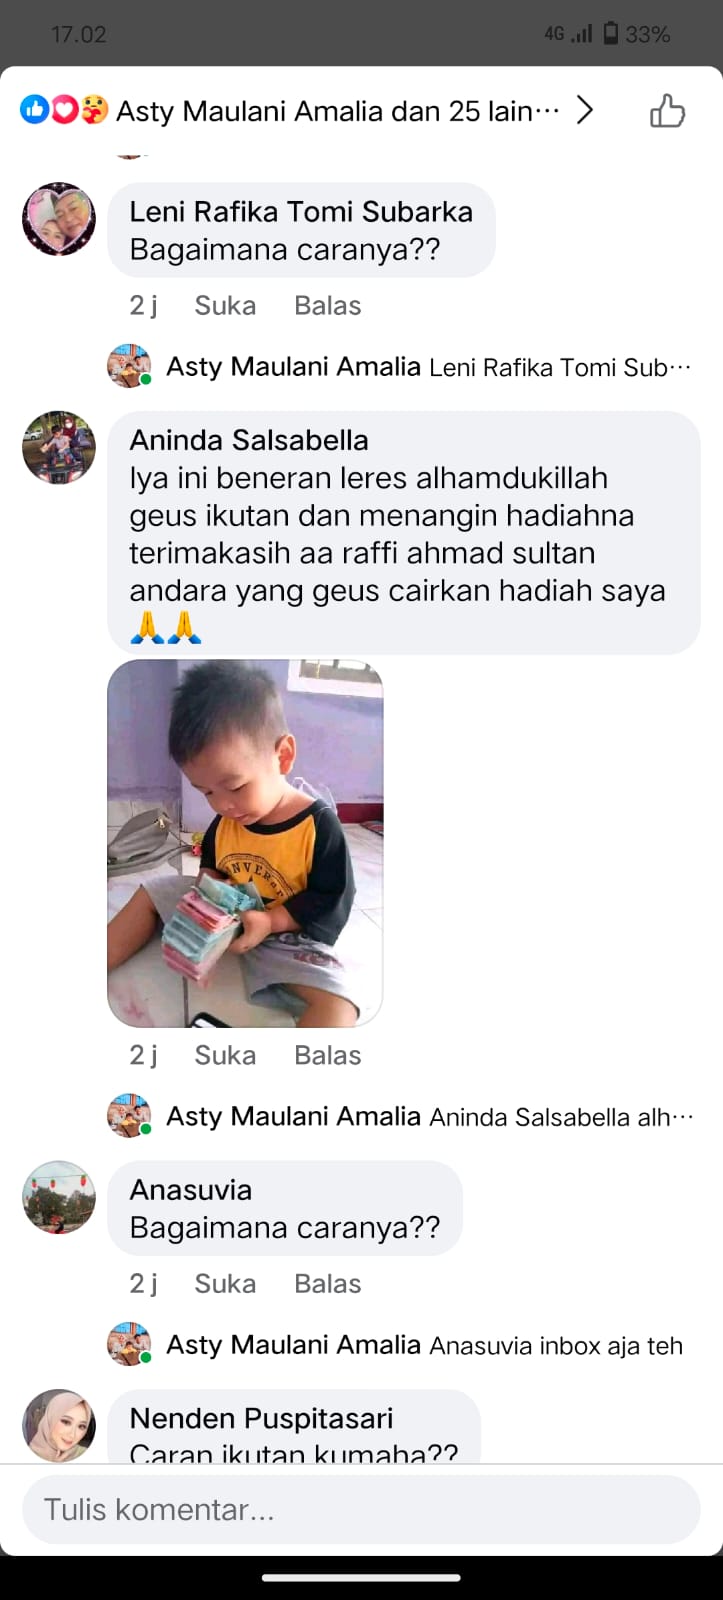 17.02
4G 33%
Asty Maulani Amalia dan 25 lain...
Leni Rafika Tomi Subarka
Bagaimana caranya??
2 j Suka Balas
Asty Maulani Amalia Leni Rafika Tomi Sub...
Aninda Salsabella
Iya ini beneran leres alhamdukillah
geus ikutan dan menangin hadiahna
terimakasih aa raffi ahmad sultan
andara yang geus cairkan hadiah saya
🙏🙏
2 j Suka Balas
Asty Maulani Amalia Aninda Salsabella alh...
Anasuvia
Bagaimana caranya??
2 j Suka Balas
Asty Maulani Amalia Anasuvia inbox aja teh
Nenden Puspitasari
Caran ikutan kumaha??
Tulis komentar...